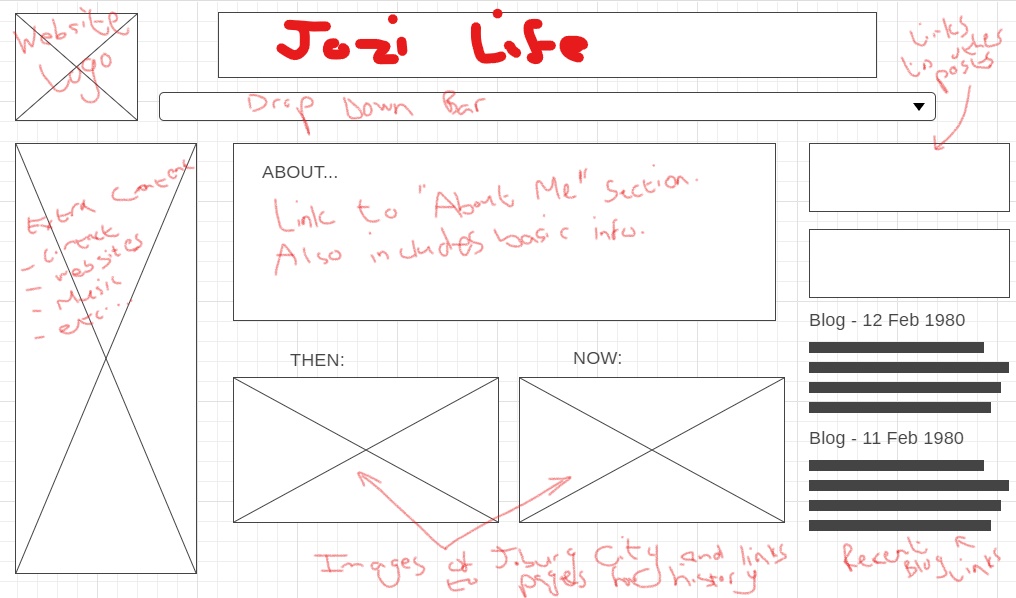 Website
Logo
Jozi Life
Drop Down Bar
Links
to other
posts
Extra Content
- Contact
- websites
- Music
- etc...
ABOUT...
Link to "About Me" Section.
Also includes basic info.
THEN:
NOW:
Blog - 12 Feb 1980
Blog - 11 Feb 1980
Images of Joburg City and links
to pages history
Recent
Blog Links